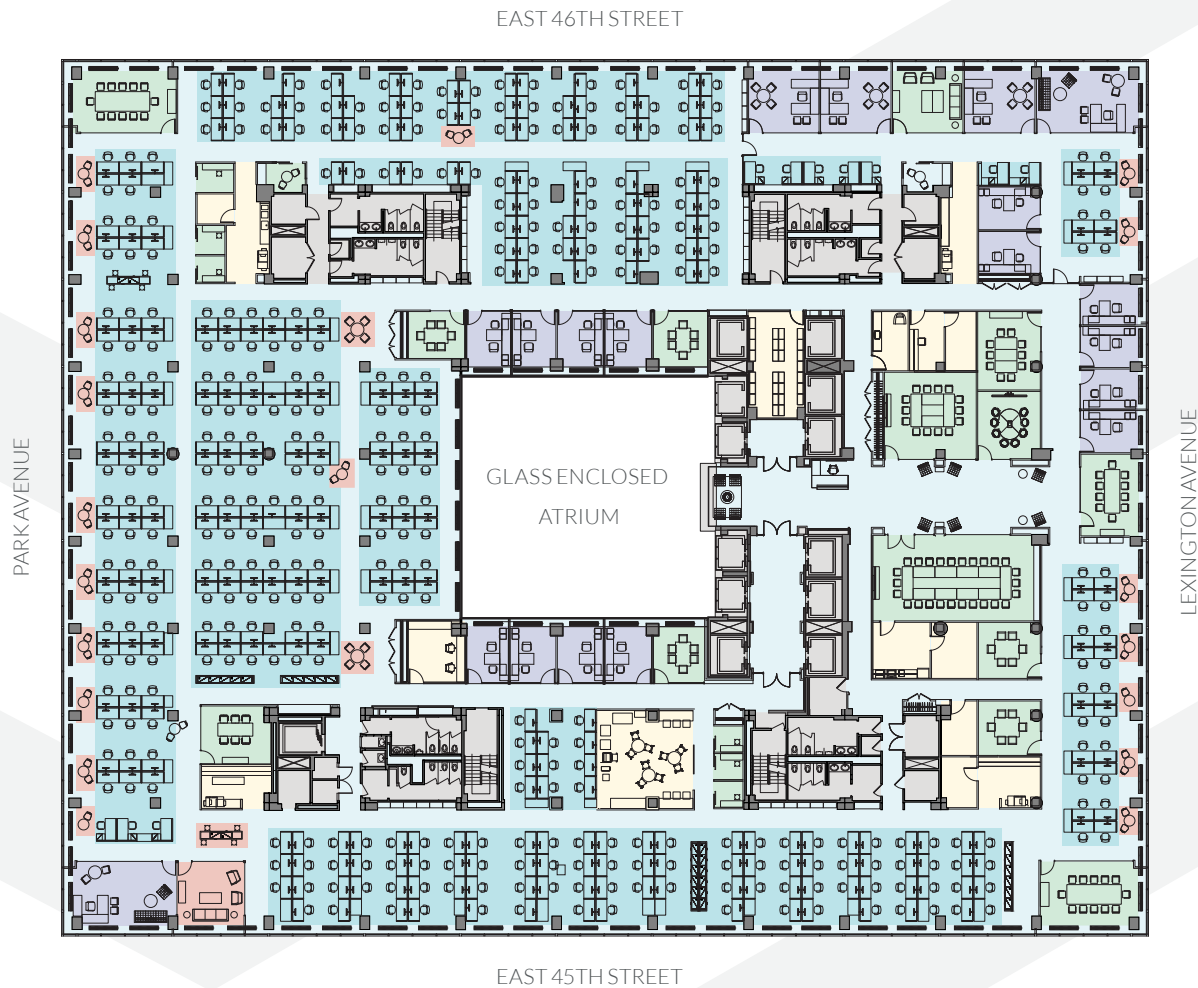 EAST 46TH STREET
PARK AVENUE
GLASS ENCLOSED
ATRIUM
LEXINGTON AVENUE
EAST 45TH STREET